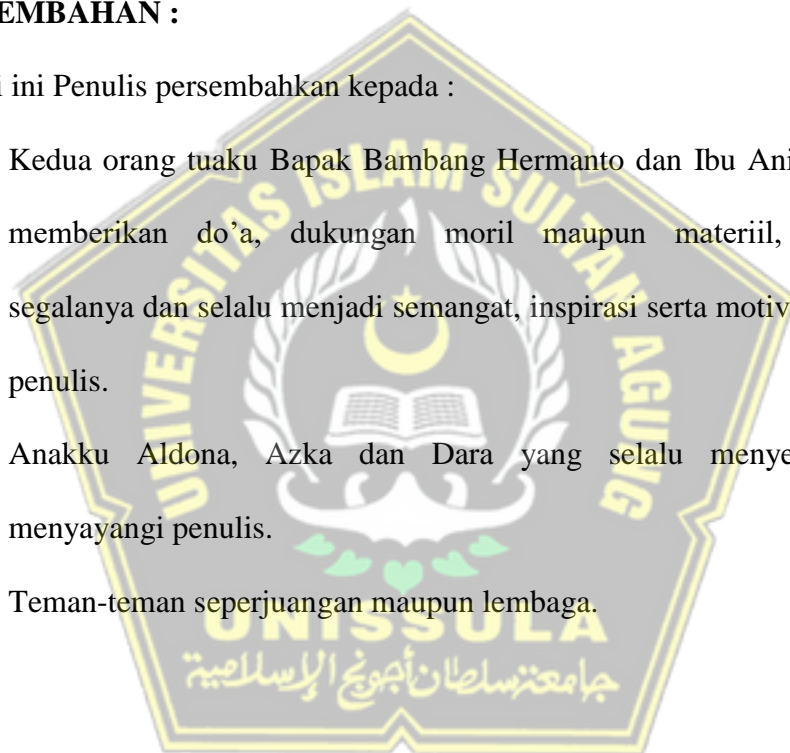 EMBAHAN :
i ini Penulis persembahkan kepada :
Kedua orang tuaku Bapak Bambang Hermanto dan Ibu Ani
memberikan do’a, dukungan moril maupun materiil,
segalanya dan selalu menjadi semangat, inspirasi serta motiv
penulis.
Anakku Aldona, Azka dan Dara yang selalu menye
menyayangi penulis.
Teman-teman seperjuangan maupun lembaga.
UNIVERSITAS ISLAM SULTAN AGUNG
UNISSULA
جامعتنسلطان أجونج الإسلامية